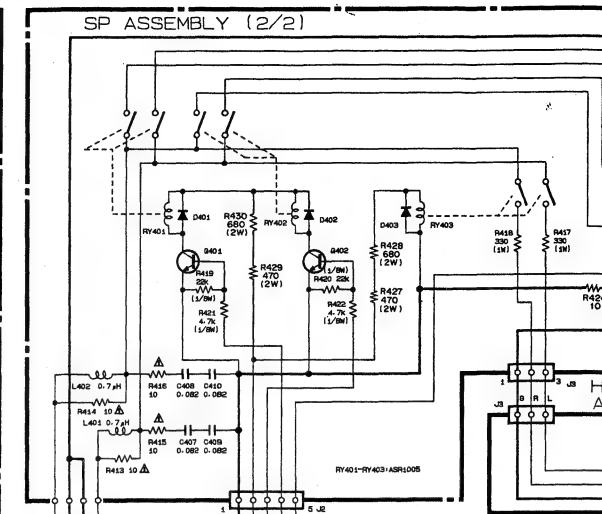 SP ASSEMBLY (2/2)
D401
RY401
R430
680
(2W)
RY402
D402
D403
RY403
R418
330
(1W)
R417
330
(1W)
Q401
R419
22K
(1/8W)
R421
4.7K
(1/8W)
R429
470
(2W)
Q402
(1/8W)
R420 22K
R422
4.7K
(1/8W)
R428
680
(2W)
R427
470
(2W)
10
L402 0.7μH
R416
10
C408
0.082
C410
0.082
R414 10
L401 0.7μH
R415
10
C407
0.082
C409
0.082
R413 10
1
3 J3
J3
G R L
H
A
RY401~RY403:ASR1005
1
5 J2